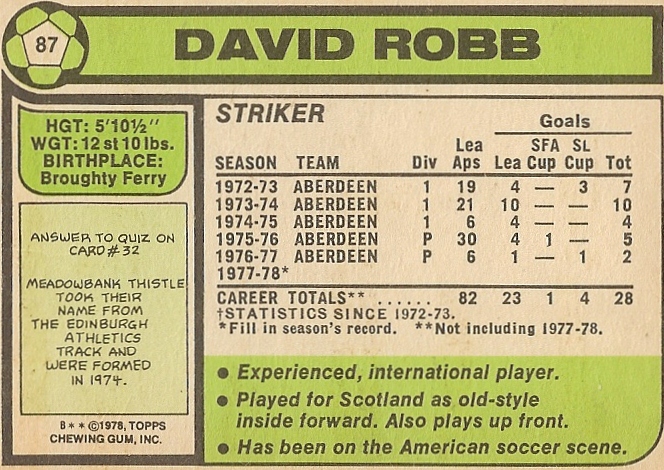 87
DAVID ROBB
HGT: 5'10½''
WGT: 12 st 10 lbs.
BIRTHPLACE:
Broughty Ferry
ANSWER TO QUIZ ON
CARD #32
MEADOWBANK THISTLE
TOOK THEIR
NAME FROM
THE EDINBURGH
ATHLETICS
TRACK AND
WERE FORMED
IN 1974.
B** ©1978, TOPPS
CHEWING GUM, INC.
STRIKER
Goals
Lea SFA SL
SEASON TEAM Div Aps Lea Cup Cup Tot
1972-73 ABERDEEN 1 19 4 — 3 7
1973-74 ABERDEEN 1 21 10 — — 10
1974-75 ABERDEEN 1 6 4 — — 4
1975-76 ABERDEEN P 30 4 1 — 5
1976-77 ABERDEEN P 6 1 — 1 2
1977-78*
CAREER TOTALS** ...... 82 23 1 4 28
†STATISTICS SINCE 1972-73.
*Fill in season's record. **Not including 1977-78.
● Experienced, international player.
● Played for Scotland as old-style
inside forward. Also plays up front.
● Has been on the American soccer scene.